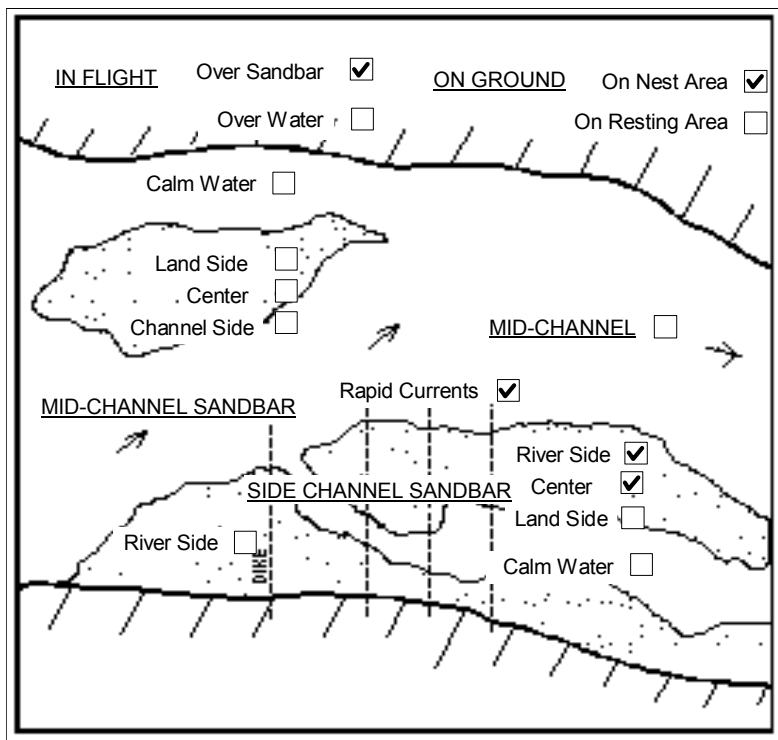 IN FLIGHT
Over Sandbar
ON GROUND
On Nest Area
Over Water
On Resting Area
Calm Water
Land Side
Center
Channel Side
MID-CHANNEL
Rapid Currents
MID-CHANNEL SANDBAR
River Side
SIDE CHANNEL SANDBAR
Center
Land Side
River Side
DIKE
Calm Water